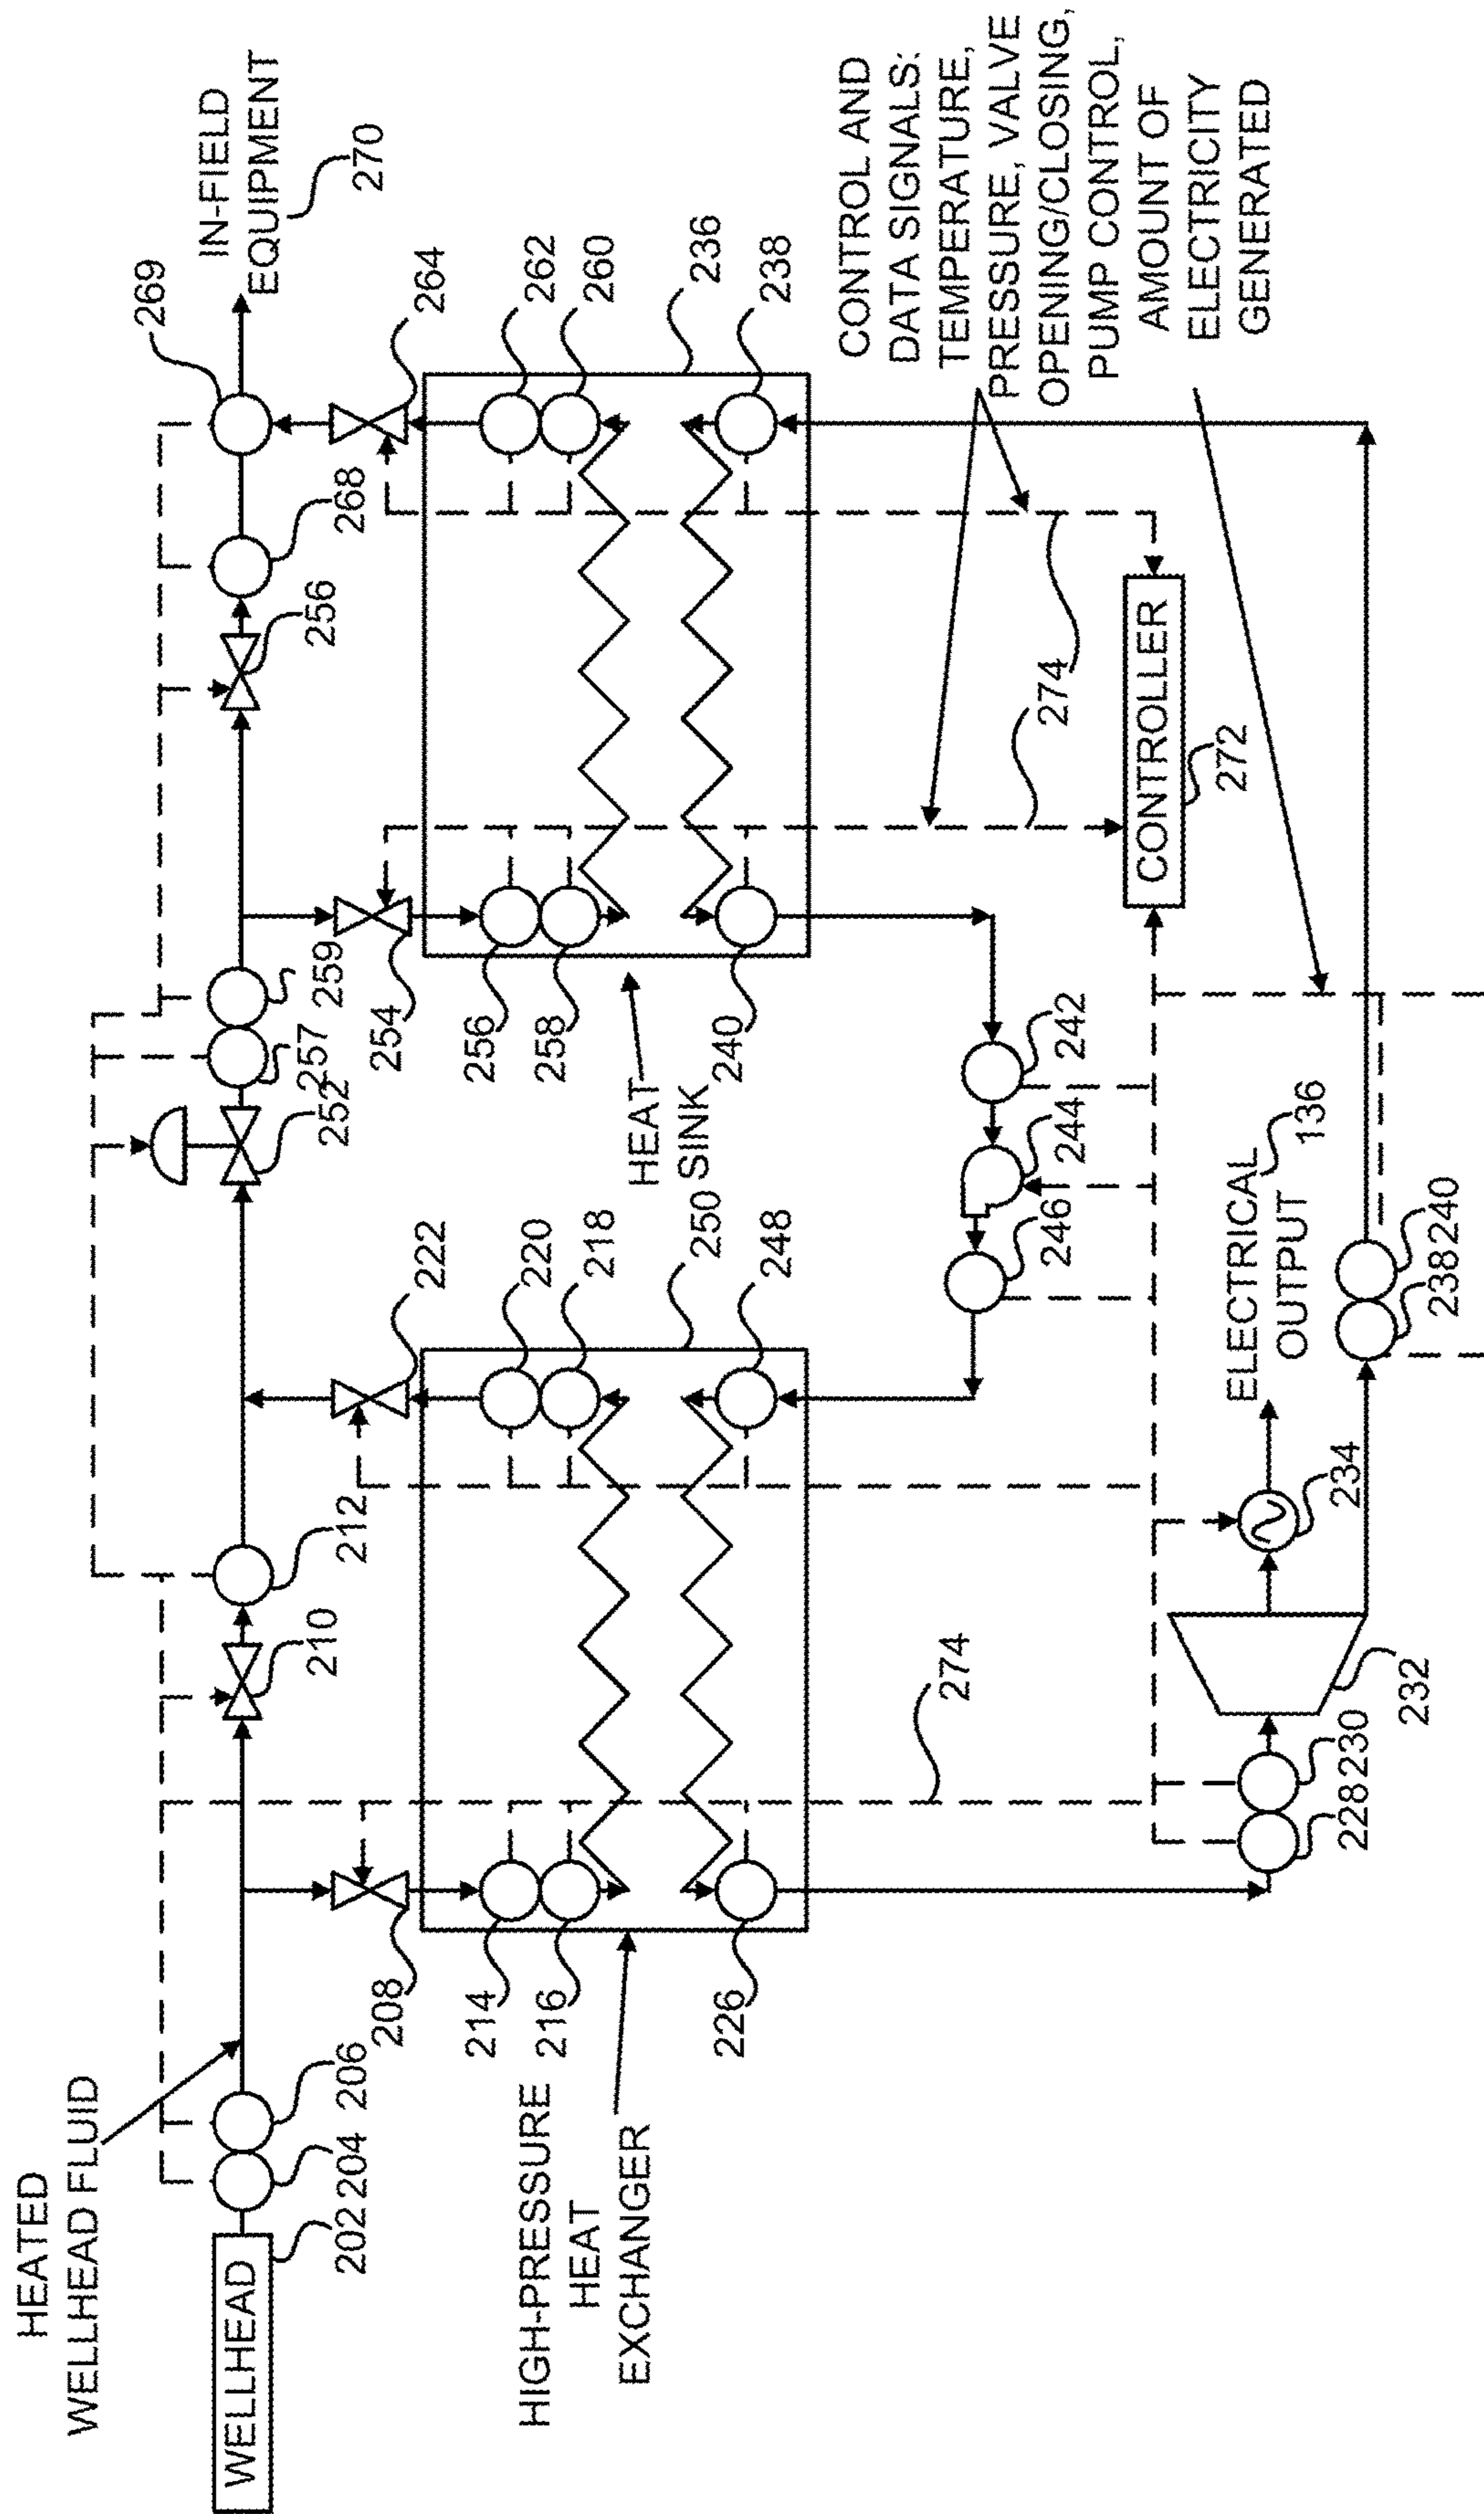 HEATED
WELLHEAD FLUID
WELLHEAD
202
204
206
208
210
212
222
252
257
259
254
256
268
269
IN-FIELD
EQUIPMENT
270
264
HIGH-PRESSURE
HEAT
EXCHANGER
214
216
226
220
218
250
248
HEAT
SINK
256
258
240
262
260
236
238
CONTROL AND
DATA SIGNALS:
TEMPERATURE,
PRESSURE, VALVE
OPENING/CLOSING,
PUMP CONTROL,
AMOUNT OF
ELECTRICITY
GENERATED
274
246
244
242
274
274
CONTROLLER
272
228
230
232
234
ELECTRICAL
OUTPUT
136
238
240